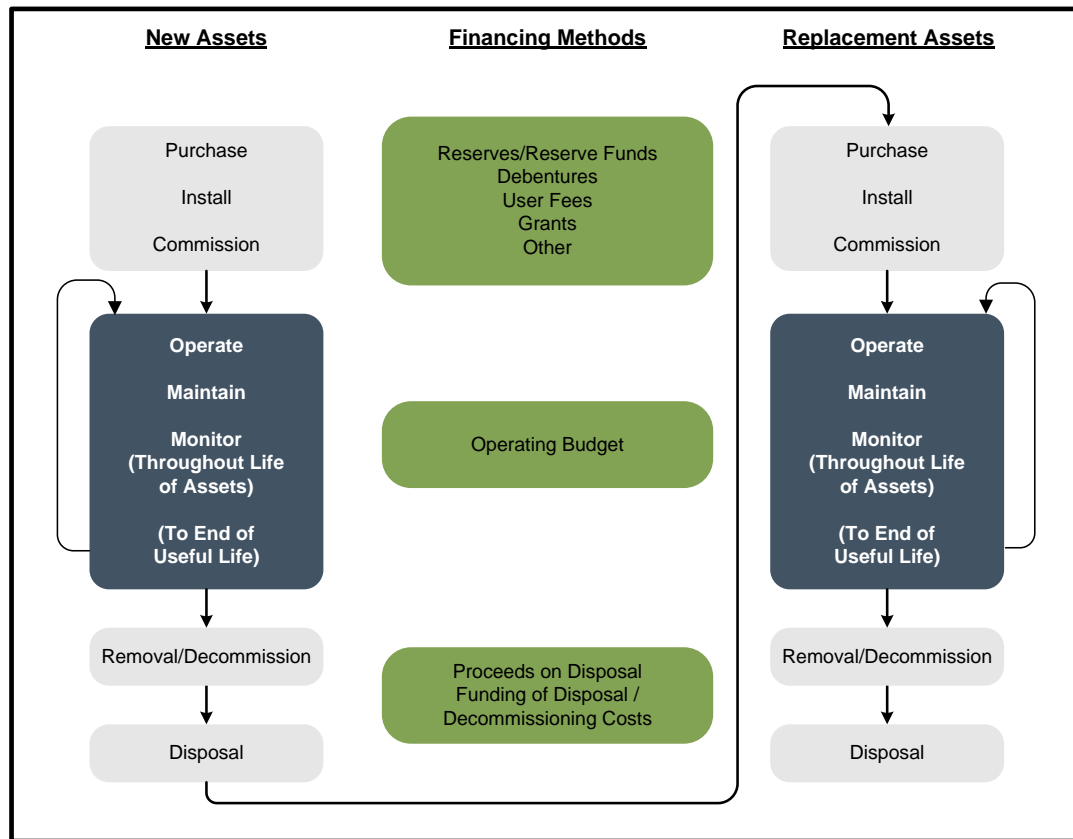 New Assets
Purchase
Install
Commission
Operate
Maintain
Monitor
(Throughout Life
of Assets)
(To End of
Useful Life)
Removal/Decommission
Disposal
Financing Methods
Reserves/Reserve Funds
Debentures
User Fees
Grants
Other
Operating Budget
Proceeds on Disposal
Funding of Disposal /
Decommissioning Costs
Replacement Assets
Purchase
Install
Commission
Operate
Maintain
Monitor
(Throughout Life
of Assets)
(To End of
Useful Life)
Removal/Decommission
Disposal